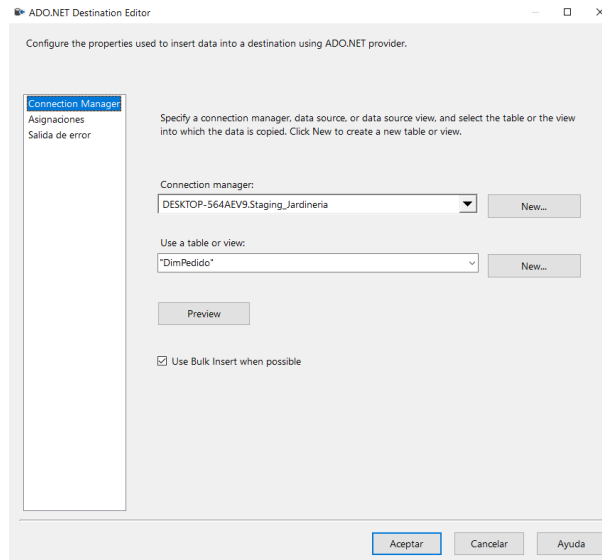 ADO.NET Destination Editor
Configure the properties used to insert data into a destination using ADO.NET provider.
Connection Manager
Asignaciones
Salida de error
Specify a connection manager, data source, or data source view, and select the table or the view
into which the data is copied. Click New to create a new table or view.
Connection manager:
DESKTOP-564AEV9.Staging_Jardineria
New...
Use a table or view:
"DimPedido"
New...
Preview
Use Bulk Insert when possible
Aceptar
Cancelar
Ayuda